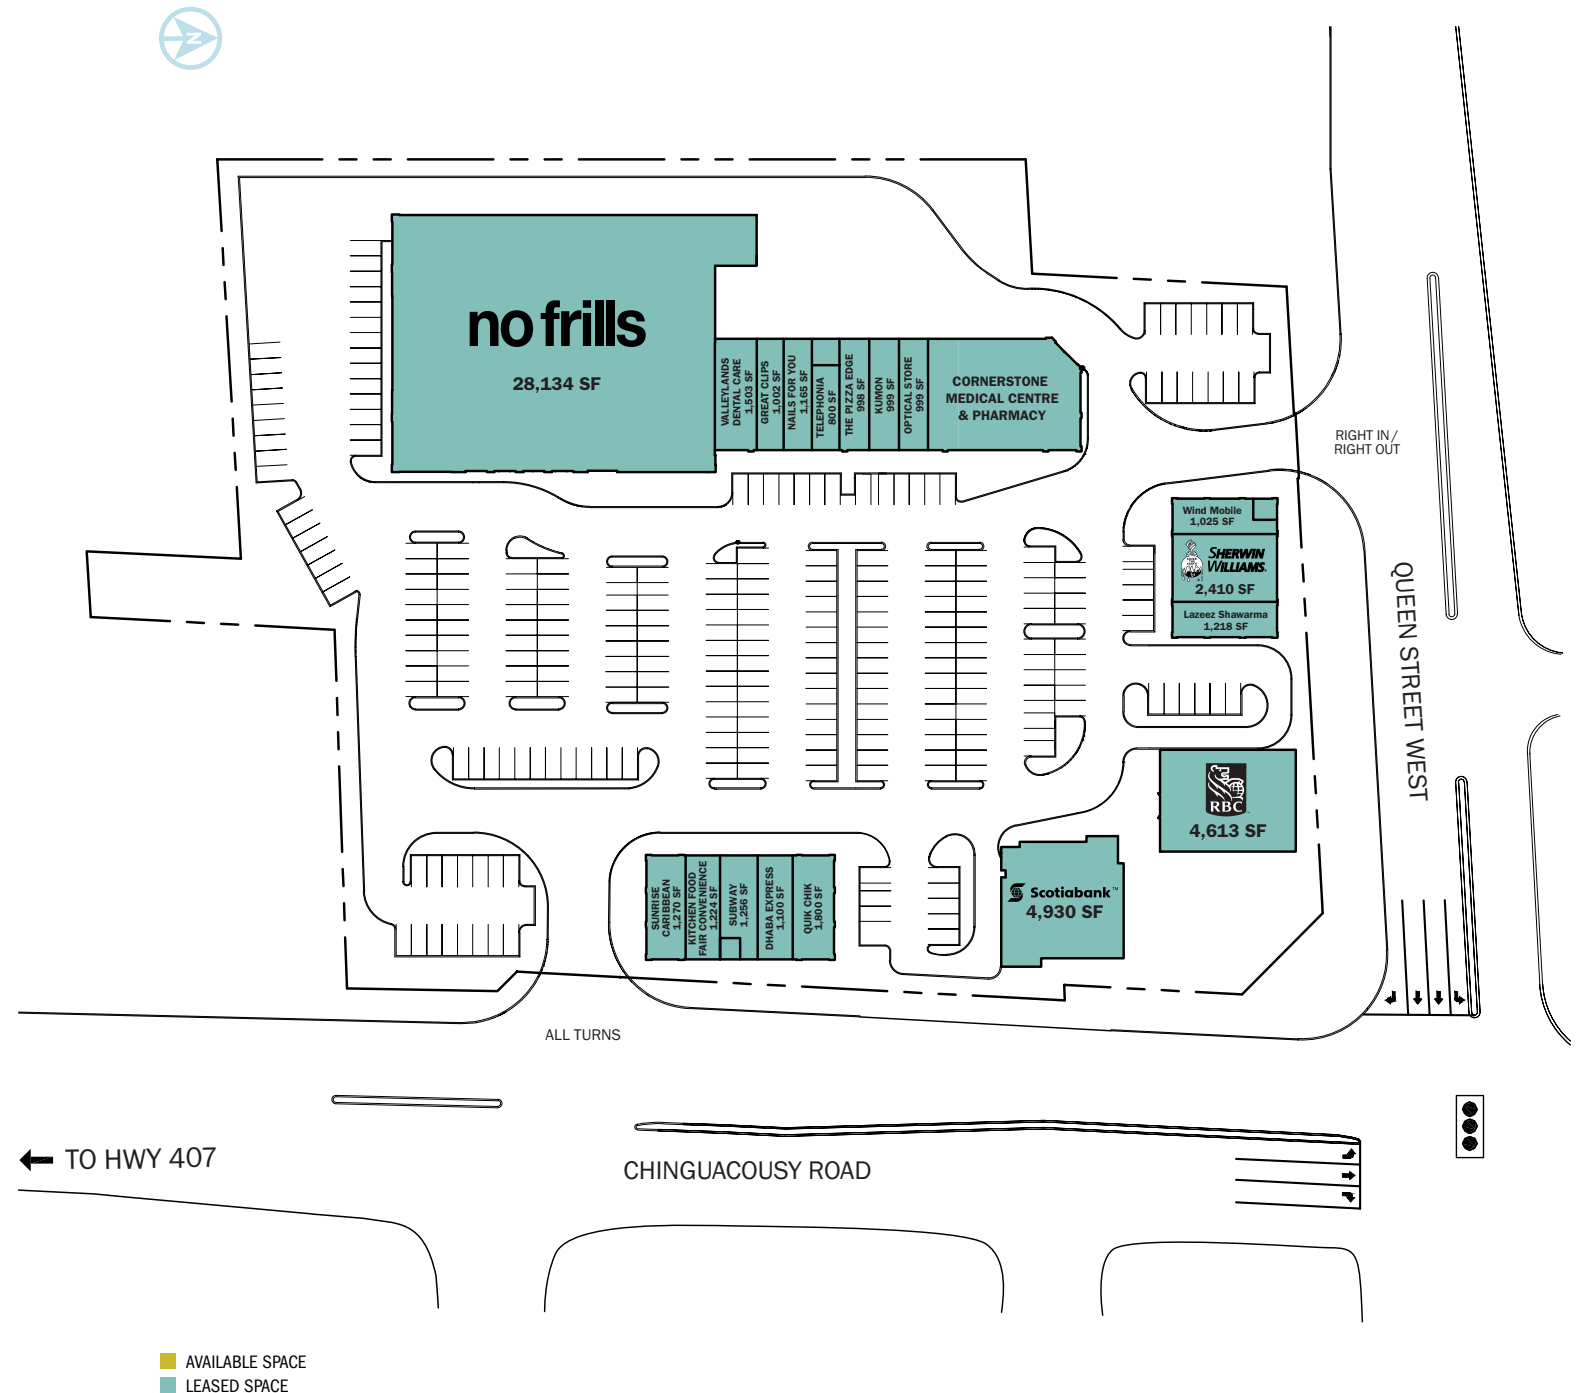 N
no frills
28,134 SF
VALLEYLANDS
DENTAL CARE
1,503 SF
GREAT CLIPS
1,002 SF
NAILS FOR YOU
1,165 SF
TELEPHONIA
800 SF
THE PIZZA EDGE
998 SF
KUMON
999 SF
OPTICAL STORE
999 SF
CORNERSTONE
MEDICAL CENTRE
& PHARMACY
RIGHT IN /
RIGHT OUT
Wind Mobile
1,025 SF
SHERWIN
WILLIAMS.
2,410 SF
Lazeez Shawarma
1,218 SF
QUEEN STREET WEST
RBC
4,613 SF
Scotiabank™
4,930 SF
SUNRISE
CARIBBEAN
1,270 SF
KITCHEN FOOD
FAIR CONVENIENCE
1,224 SF
SUBWAY
1,256 SF
DHABA EXPRESS
1,100 SF
QUIK CHIK
1,800 SF
ALL TURNS
TO HWY 407
CHINGUACOUSY ROAD
AVAILABLE SPACE
LEASED SPACE